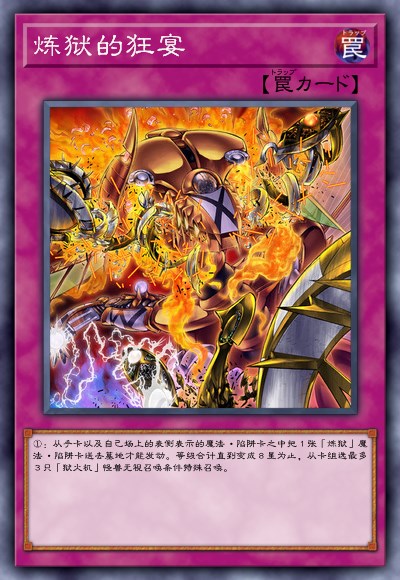 炼狱的狂宴
トラップ
罠
トラップ
【罠カード】
①：从手卡以及自己场上的表侧表示的魔法·陷阱卡之中把1张「炼狱」魔
法·陷阱卡送去墓地才能发动。等级合计直到变成8星为止，从卡组选最多
3只「狱火机」怪兽无视召唤条件特殊召唤。